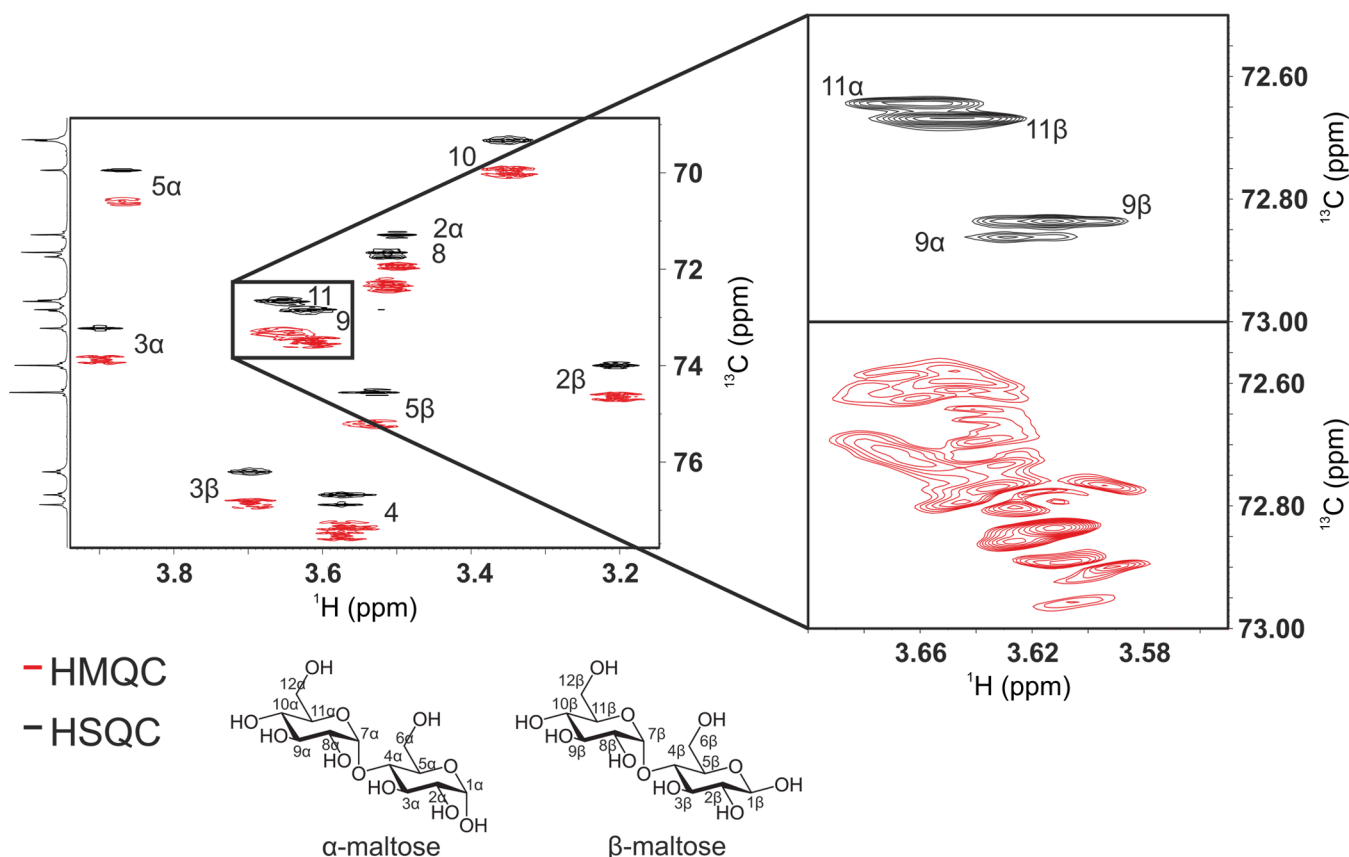 10
5α
2α
8
11
9
3α
2β
5β
3β
4
70
72
74
76
¹³C (ppm)
3.8
3.6
3.4
3.2
¹H (ppm)
11α
11β
9β
9α
72.60
72.80
73.00
¹³C (ppm)
72.60
72.80
73.00
¹³C (ppm)
3.66
3.62
3.58
¹H (ppm)
HMQC
HSQC
OH
12α
10α
11α
HO
O
7α
HO
9α
8α
HO
O
OH
6α
4α
5α
O
1α
HO
3α
2α
HO
OH
α-maltose
OH
12β
10β
11β
HO
O
7β
HO
9β
8β
HO
O
OH
6β
4β
5β
O
OH
HO
3β
2β
1β
OH
β-maltose